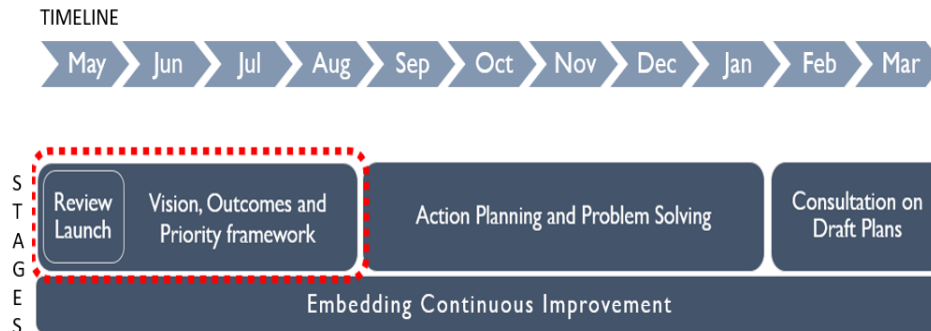 TIMELINE
May Jun Jul Aug Sep Oct Nov Dec Jan Feb Mar
STAGES
Review
Launch
Vision, Outcomes and
Priority framework
Action Planning and Problem Solving
Consultation on
Draft Plans
Embedding Continuous Improvement